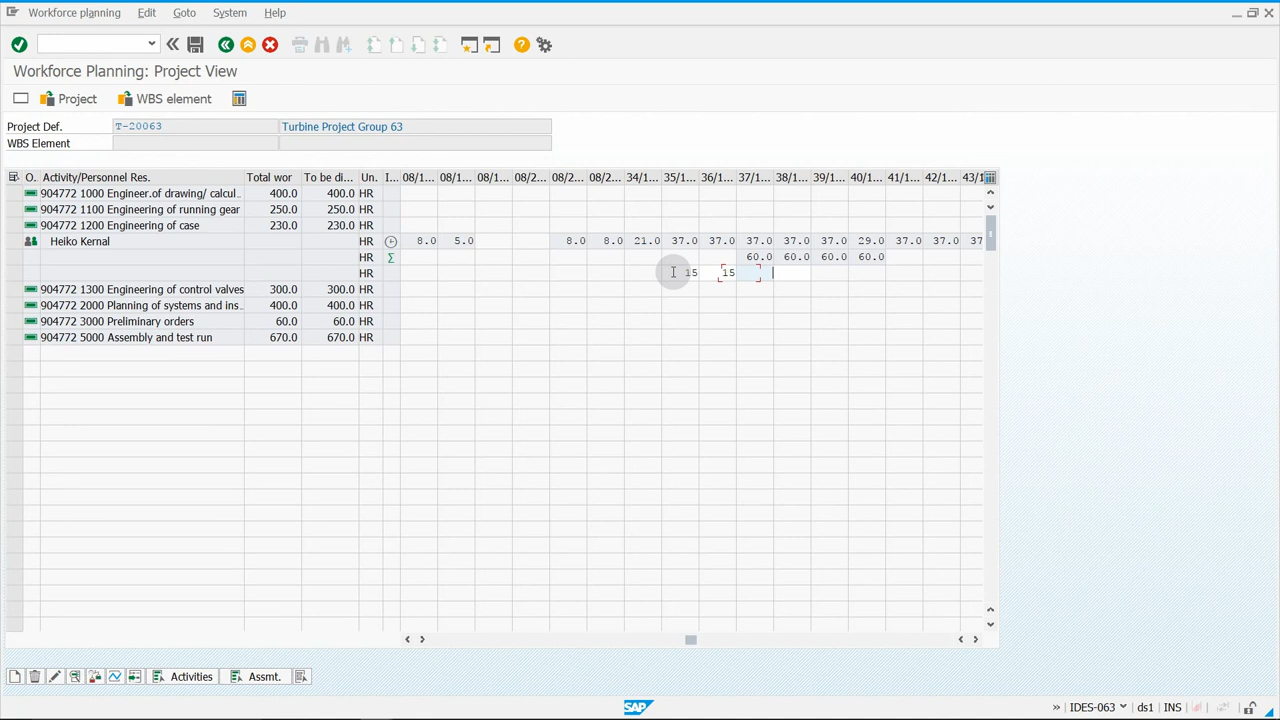 Workforce planning Edit Goto System Help
Workforce Planning: Project View
Project WBS element
Project Def. T-20063 Turbine Project Group 63
WBS Element
O. Activity/Personnel Res. Total wor To be di... Un. I... 08/1... 08/1... 08/1... 08/2... 08/2... 08/2... 34/1... 35/1... 36/1... 37/1... 38/1... 39/1... 40/1... 41/1... 42/1... 43/1
904772 1000 Engineer.of drawing/ calcul.. 400.0 400.0 HR
904772 1100 Engineering of running gear 250.0 250.0 HR
904772 1200 Engineering of case 230.0 230.0 HR
Heiko Kernal HR 8.0 5.0 8.0 8.0 21.0 37.0 37.0 37.0 37.0 37.0 29.0 37.0 37.0 37
HR Σ 60.0 60.0 60.0 60.0
HR 15 15
904772 1300 Engineering of control valves 300.0 300.0 HR
904772 2000 Planning of systems and ins... 400.0 400.0 HR
904772 3000 Preliminary orders 60.0 60.0 HR
904772 5000 Assembly and test run 670.0 670.0 HR
Activities Assmt.
SAP IDES-063 ds1 INS